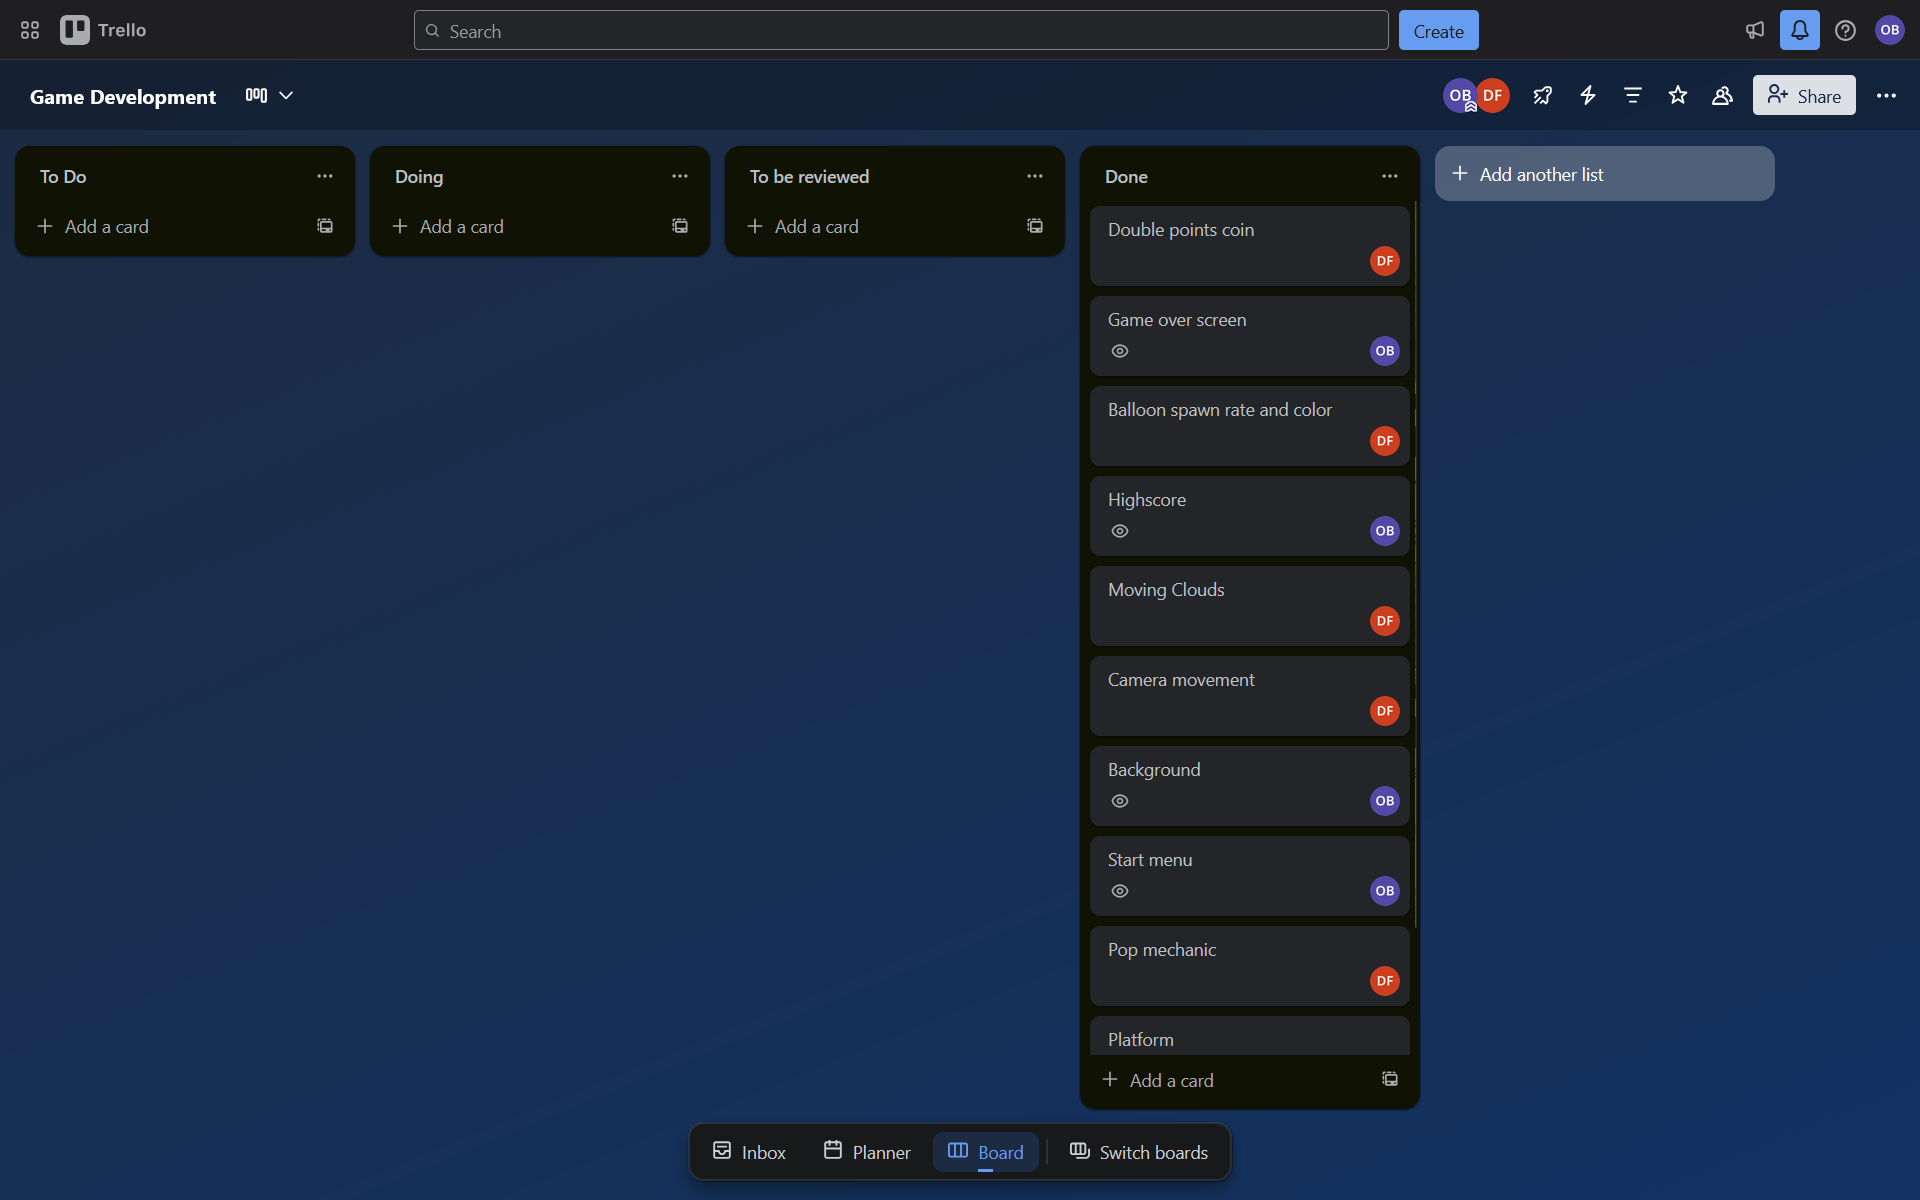 Trello
Search
Create
OB
Game Development
OB
DF
Share
To Do
Add a card
Doing
Add a card
To be reviewed
Add a card
Done
Double points coin
DF
Game over screen
OB
Balloon spawn rate and color
DF
Highscore
OB
Moving Clouds
DF
Camera movement
DF
Background
OB
Start menu
OB
Pop mechanic
DF
Platform
Add a card
Add another list
Inbox
Planner
Board
Switch boards